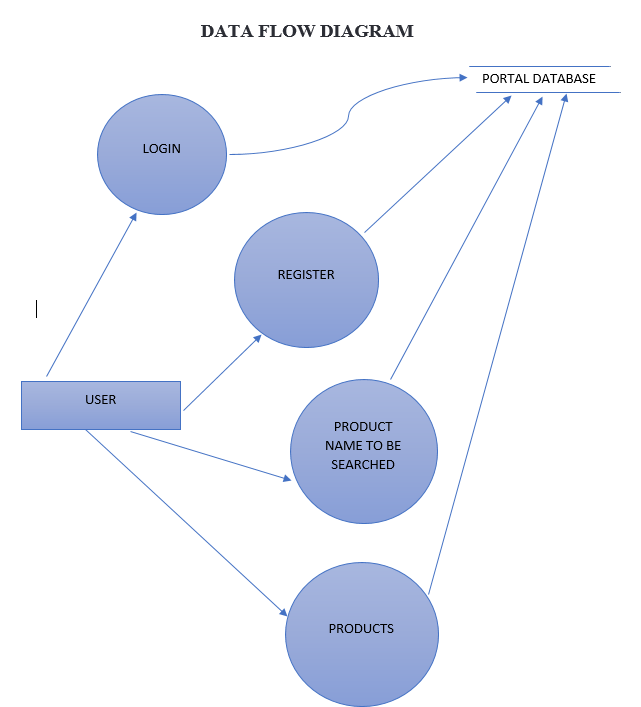 DATA FLOW DIAGRAM
PORTAL DATABASE
LOGIN
REGISTER
USER
PRODUCT
NAME TO BE
SEARCHED
PRODUCTS